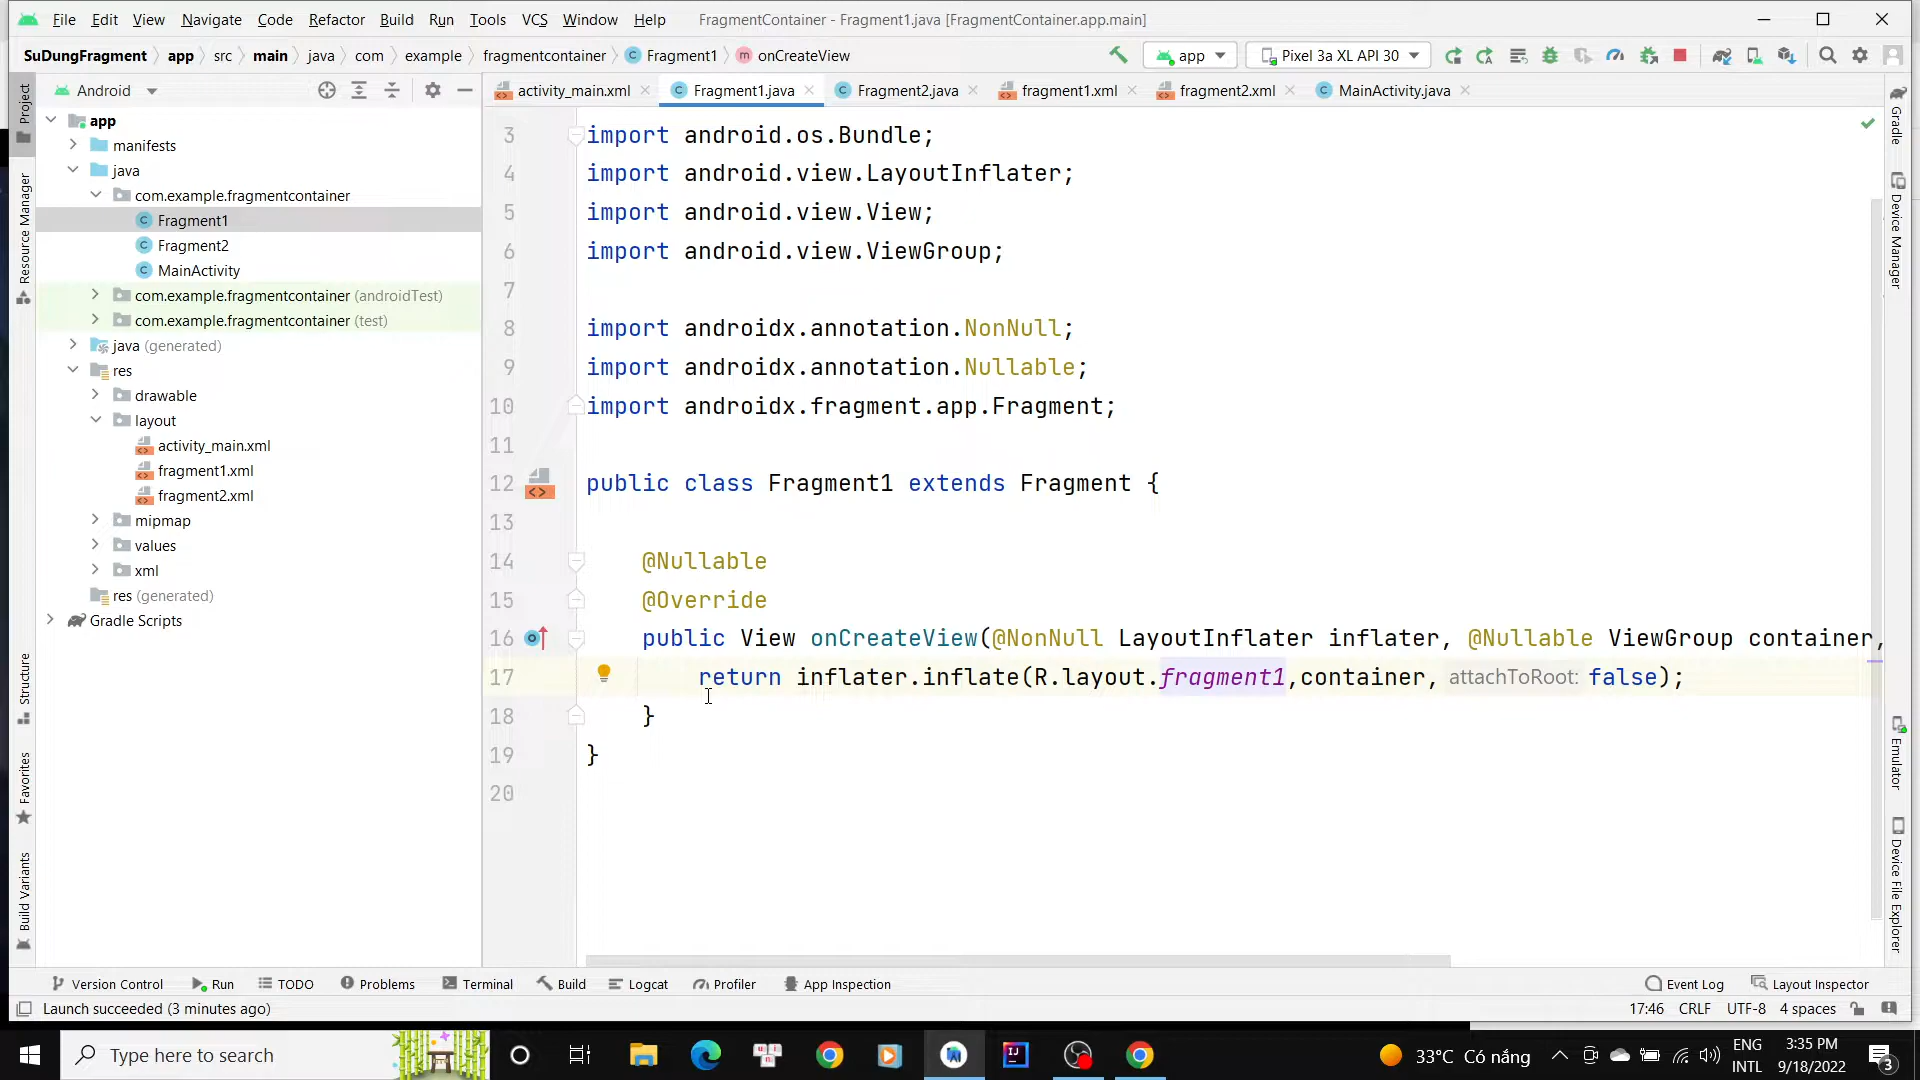 File Edit View Navigate Code Refactor Build Run Tools VCS Window Help FragmentContainer - Fragment1.java [FragmentContainer.app.main]
SuDungFragment app src main java com example fragmentcontainer Fragment1 onCreateView app Pixel 3a XL API 30
Android
activity_main.xml Fragment1.java Fragment2.java fragment1.xml fragment2.xml MainActivity.java
Project
Resource Manager
Structure
Favorites
Build Variants
app
manifests
java
com.example.fragmentcontainer
Fragment1
Fragment2
MainActivity
com.example.fragmentcontainer (androidTest)
com.example.fragmentcontainer (test)
java (generated)
res
drawable
layout
activity_main.xml
fragment1.xml
fragment2.xml
mipmap
values
xml
res (generated)
Gradle Scripts
3 import android.os.Bundle;
4 import android.view.LayoutInflater;
5 import android.view.View;
6 import android.view.ViewGroup;
7
8 import androidx.annotation.NonNull;
9 import androidx.annotation.Nullable;
10 import androidx.fragment.app.Fragment;
11
12 public class Fragment1 extends Fragment {
13
14 @Nullable
15 @Override
16 public View onCreateView(@NonNull LayoutInflater inflater, @Nullable ViewGroup container,
17 return inflater.inflate(R.layout.fragment1,container, attachToRoot: false);
18 }
19 }
20
Gradle
Device Manager
Emulator
Device File Explorer
Version Control Run TODO Problems Terminal Build Logcat Profiler App Inspection Event Log Layout Inspector
Launch succeeded (3 minutes ago) 17:46 CRLF UTF-8 4 spaces
Type here to search 33°C Có nắng ENG INTL 3:35 PM 9/18/2022 3